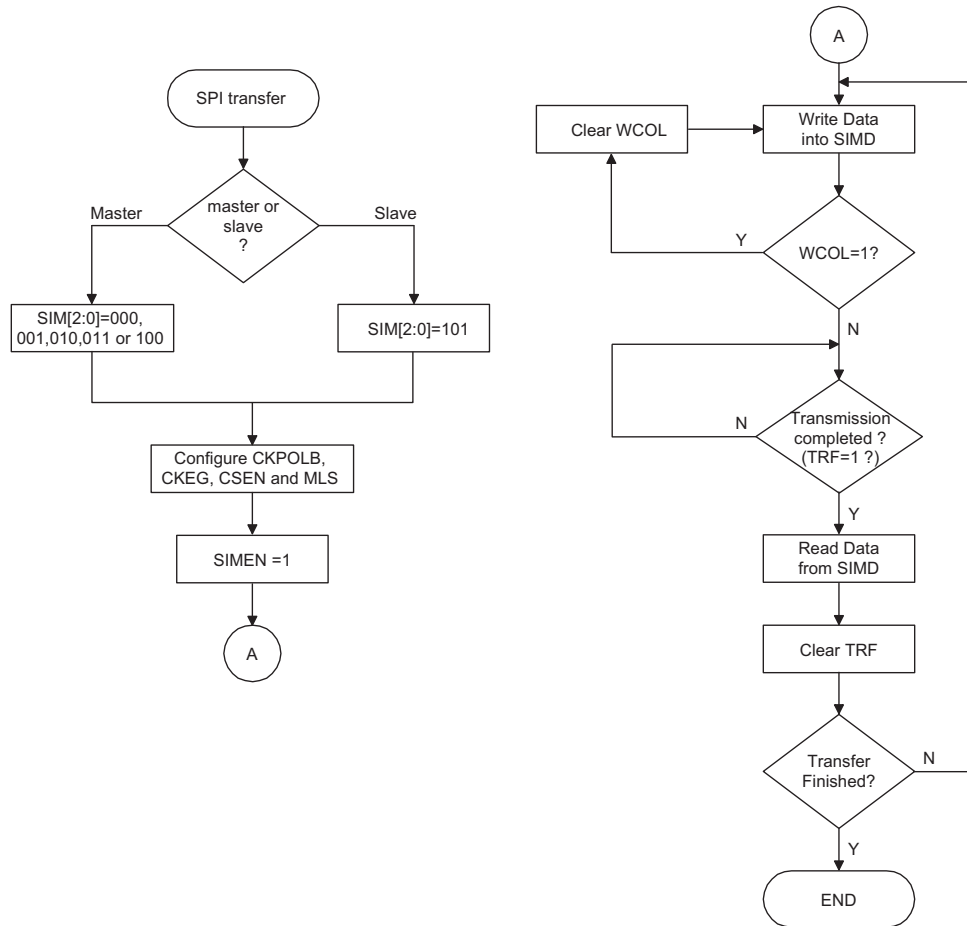 SPI transfer
master or
slave
?
Master
Slave
SIM[2:0]=000,
001,010,011 or 100
SIM[2:0]=101
Configure CKPOLB,
CKEG, CSEN and MLS
SIMEN =1
A
A
Clear WCOL
Write Data
into SIMD
Y
WCOL=1?
N
N
Transmission
completed ?
(TRF=1 ?)
Y
Read Data
from SIMD
Clear TRF
Transfer
Finished?
N
Y
END